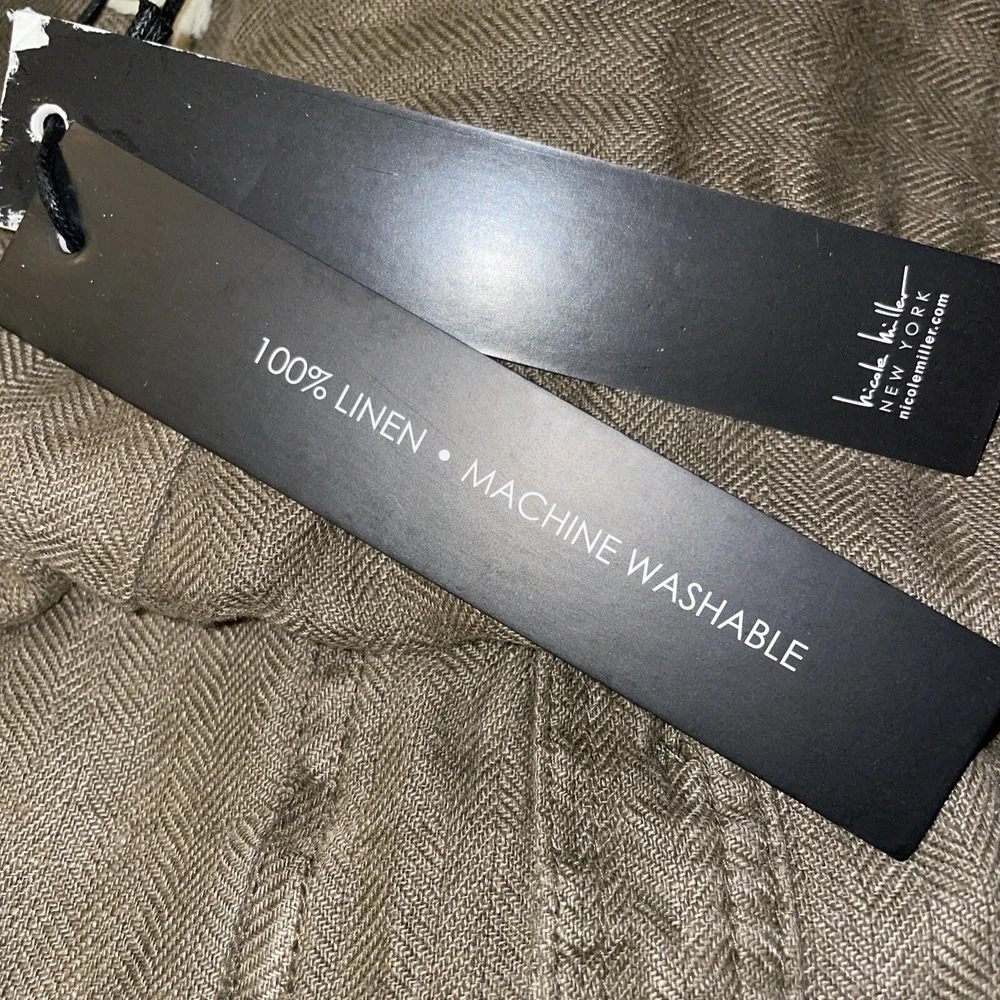 nicole miller
NEW YORK
nicolemiller.com
100% LINEN • MACHINE WASHABLE